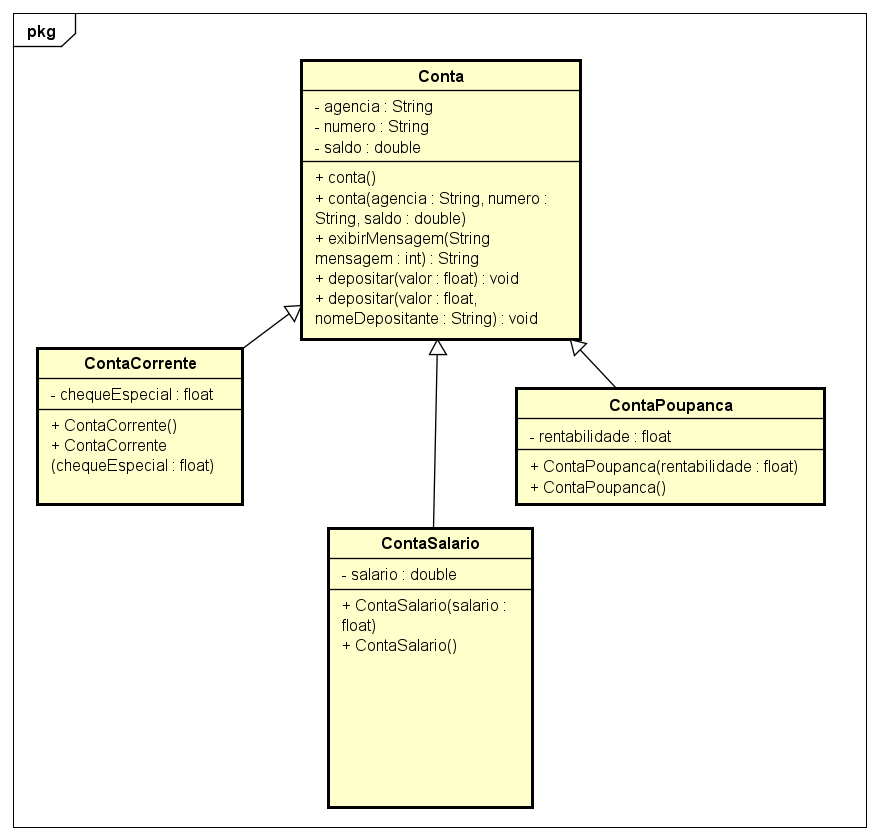 pkg
Conta
- agencia : String
- numero : String
- saldo : double
+ conta()
+ conta(agencia : String, numero :
String, saldo : double)
+ exibirMensagem(String
mensagem : int) : String
+ depositar(valor : float) : void
+ depositar(valor : float,
nomeDepositante : String) : void
ContaCorrente
- chequeEspecial : float
+ ContaCorrente()
+ ContaCorrente
(chequeEspecial : float)
ContaPoupanca
- rentabilidade : float
+ ContaPoupanca(rentabilidade : float)
+ ContaPoupanca()
ContaSalario
- salario : double
+ ContaSalario(salario :
float)
+ ContaSalario()